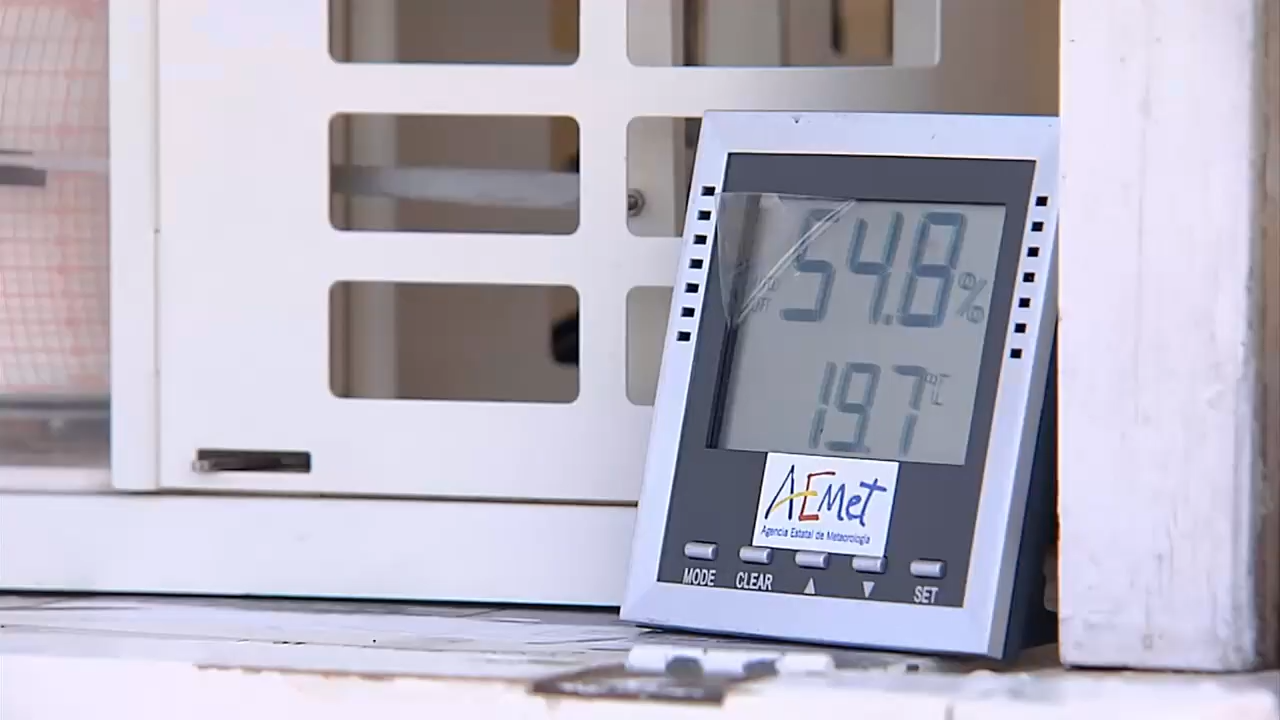 54.8%
19.7°C
AEMet
Agencia Estatal de Meteorología
MODE CLEAR ▲ ▼ SET